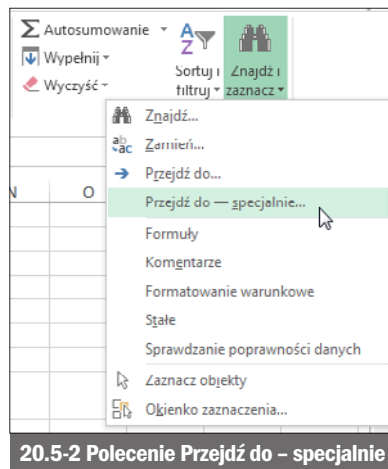 Autosumowanie
Wypełnij
Wyczyść
Sortuj i
filtruj
Znajdź i
zaznacz
Znajdź...
Zamień...
Przejdź do...
Przejdź do — specjalnie...
Formuły
Komentarze
Formatowanie warunkowe
Stałe
Sprawdzanie poprawności danych
Zaznacz obiekty
Okienko zaznaczenia...
N O
20.5-2 Polecenie Przejdź do – specjalnie